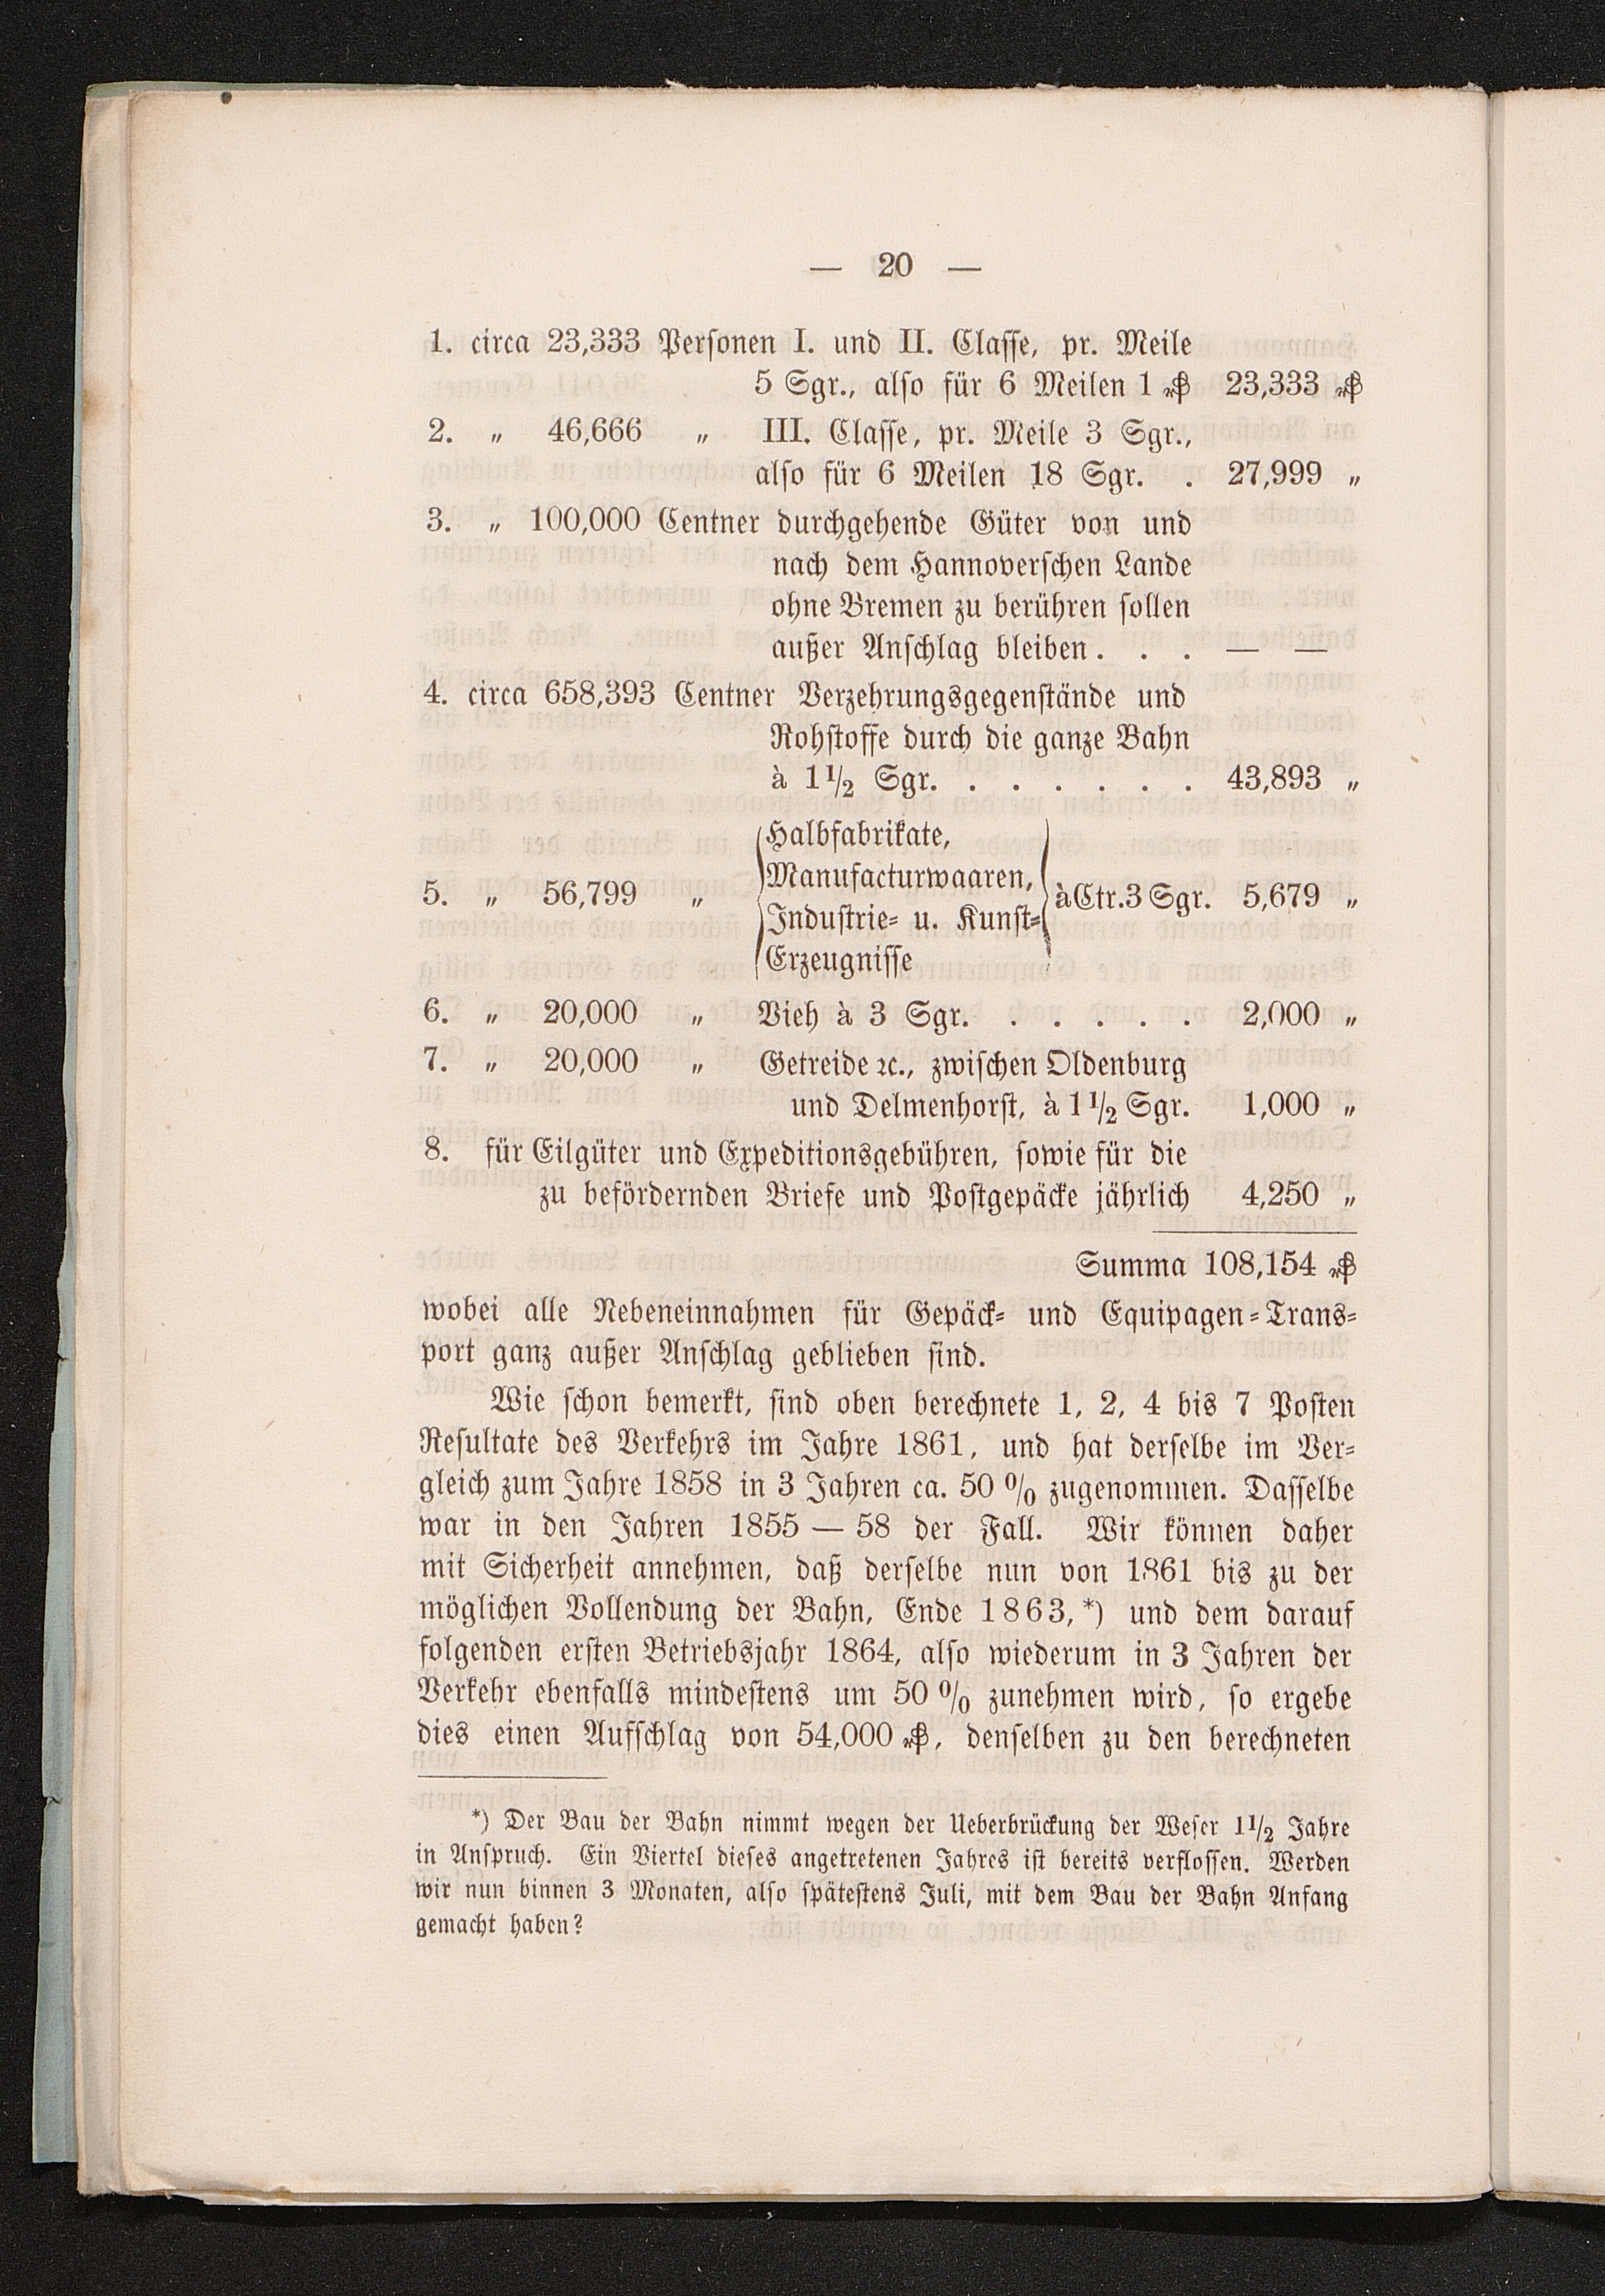 — 20 —
1. circa 23,333 Personen I. und II. Classe, pr. Meile
5 Sgr., also für 6 Meilen 1 ₰ 23,333 ₰
2. „ 46,666 „ III. Classe, pr. Meile 3 Sgr.,
also für 6 Meilen 18 Sgr. . 27,999 „
3. „ 100,000 Centner durchgehende Güter von und
nach dem Hannoverschen Lande
ohne Bremen zu berühren sollen
außer Anschlag bleiben. . . — —
4. circa 658,393 Centner Verzehrungsgegenstände und
Rohstoffe durch die ganze Bahn
à 1 1/2 Sgr. . . . . . . 43,893 „
Halbfabrikate,
Manufacturwaaren,
5. „ 56,799 „ à Ctr. 3 Sgr. 5,679 „
Industrie= u. Kunst=
Erzeugnisse
6. „ 20,000 „ Vieh à 3 Sgr. . . . . . 2,000 „
7. „ 20,000 „ Getreide ꝛc., zwischen Oldenburg
und Delmenhorst, à 1 1/2 Sgr. 1,000 „
8. für Eilgüter und Expeditionsgebühren, sowie für die
zu befördernden Briefe und Postgepäcke jährlich 4,250 „
Summa 108,154 ₰
wobei alle Nebeneinnahmen für Gepäck= und Equipagen=Trans=
port ganz außer Anschlag geblieben sind.
Wie schon bemerkt, sind oben berechnete 1, 2, 4 bis 7 Posten
Resultate des Verkehrs im Jahre 1861, und hat derselbe im Ver=
gleich zum Jahre 1858 in 3 Jahren ca. 50 % zugenommen. Dasselbe
war in den Jahren 1855 — 58 der Fall. Wir können daher
mit Sicherheit annehmen, daß derselbe nun von 1861 bis zu der
möglichen Vollendung der Bahn, Ende 1863,*) und dem darauf
folgenden ersten Betriebsjahr 1864, also wiederum in 3 Jahren der
Verkehr ebenfalls mindestens um 50 % zunehmen wird, so ergebe
dies einen Aufschlag von 54,000 ₰, denselben zu den berechneten
*) Der Bau der Bahn nimmt wegen der Ueberbrückung der Weser 1 1/2 Jahre
in Anspruch. Ein Viertel dieses angetretenen Jahres ist bereits verflossen. Werden
wir nun binnen 3 Monaten, also spätestens Juli, mit dem Bau der Bahn Anfang
gemacht haben?